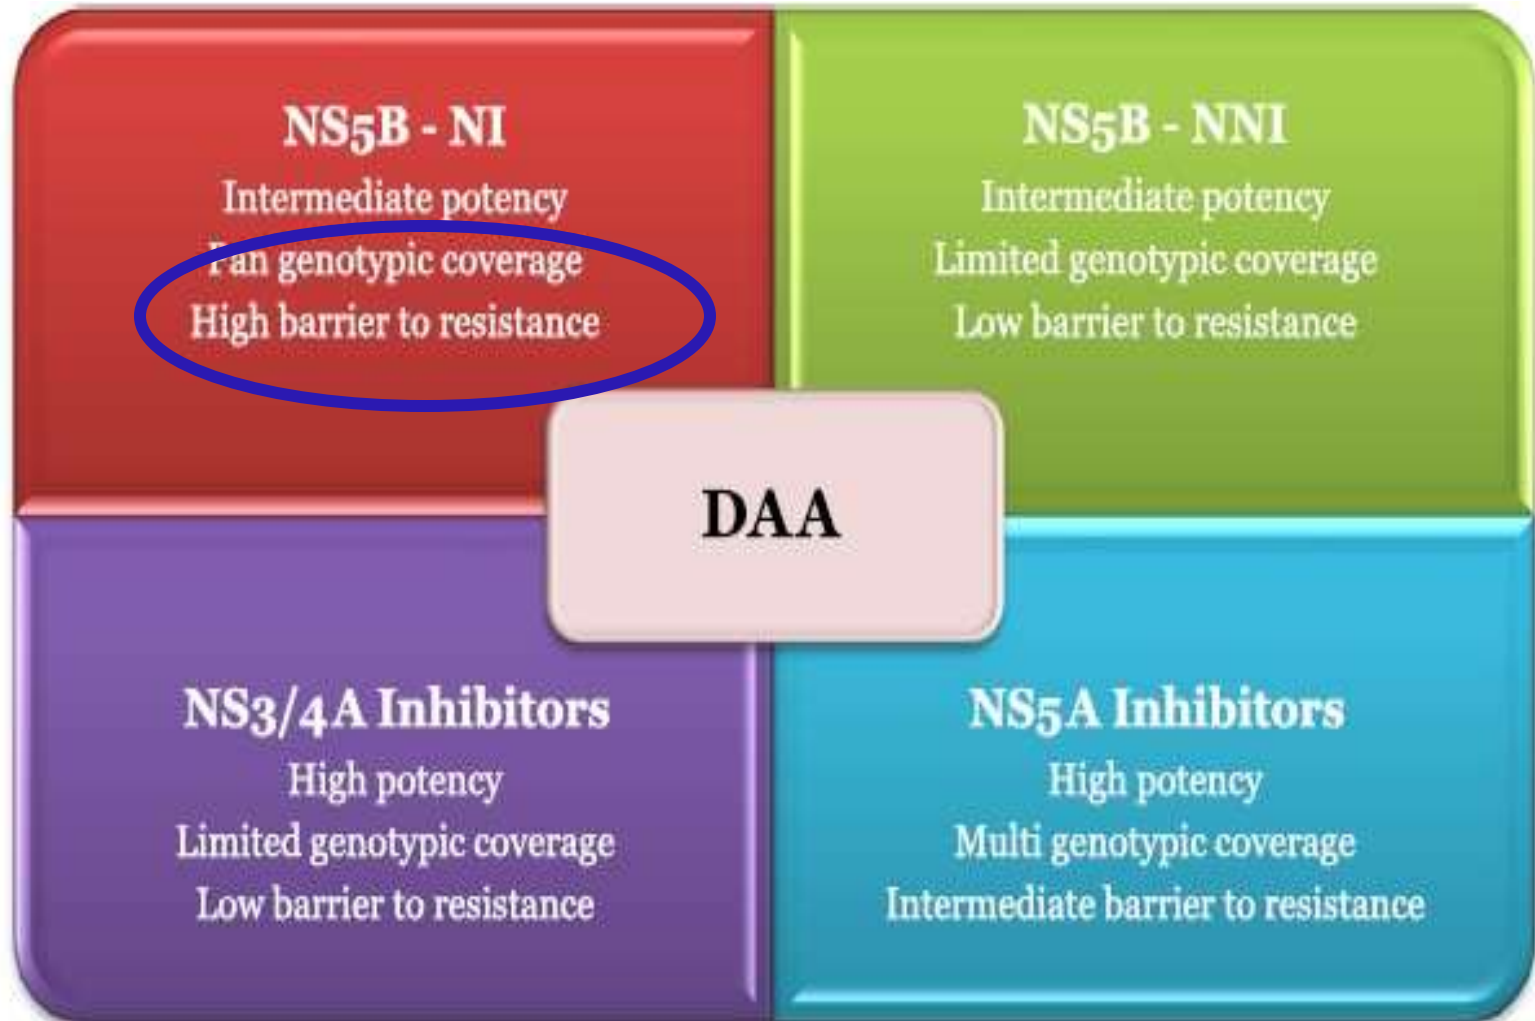 NS5B - NI
Intermediate potency
Pan genotypic coverage
High barrier to resistance
NS5B - NNI
Intermediate potency
Limited genotypic coverage
Low barrier to resistance
DAA
NS3/4A Inhibitors
High potency
Limited genotypic coverage
Low barrier to resistance
NS5A Inhibitors
High potency
Multi genotypic coverage
Intermediate barrier to resistance